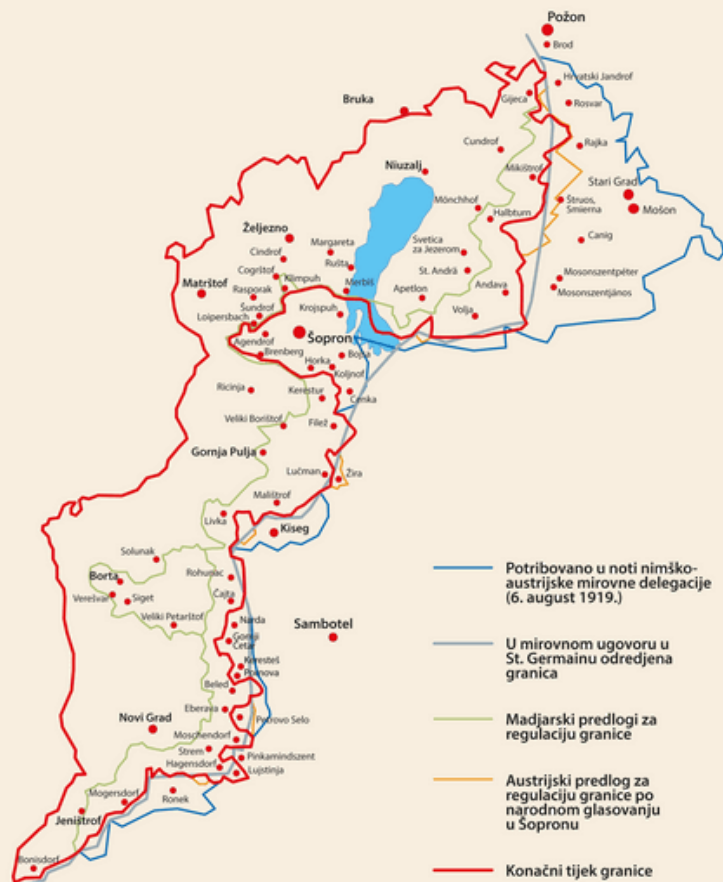 Požon
Brod
Hrvatski Jandrof
Gijeca
Rosvar
Bruka
Cundrof
Rajka
Niuzalj
Mikištrof
Stari Grad
Mönchhof
Štruos,
Smierna
Mošon
Halbturn
Željezno
Margareta
Svetica
za Jezerom
Canig
Cindrof
Rušta
St. Andrä
Cogrštof
Klimpuh
Mosonszentpéter
Matrštof
Rasporak
Merbiš
Apetlon
Andava
Mosonszentjános
Šundrof
Krojspuh
Volja
Loipersbach
Šopron
Agendrof
Brenberg
Bojza
Horka
Koljnof
Ricinja
Kerestur
Cenka
Veliki Borištof
Filež
Gornja Pulja
Lučman
Žira
Malištrof
Livka
Kiseg
Solunak
Borta
Rohunac
Verešvar
Siget
Čajta
Veliki Petarštof
Narda
Gornji
Četar
Sambotel
Keresteš
Pornova
Beled
Eberava
Petrovo Selo
Novi Grad
Moschendorf
Strem
Pinkamindszent
Hagensdorf
Lujstinja
Mogersdorf
Ronek
Jeništrof
Bonisdorf
Potribovano u noti nimško-
austrijske mirovne delegacije
(6. august 1919.)
U mirovnom ugovoru u
St. Germainu odredjena
granica
Madjarski predlogi za
regulaciju granice
Austrijski predlog za
regulaciju granice po
narodnom glasovanju
u Šopronu
Konačni tijek granice